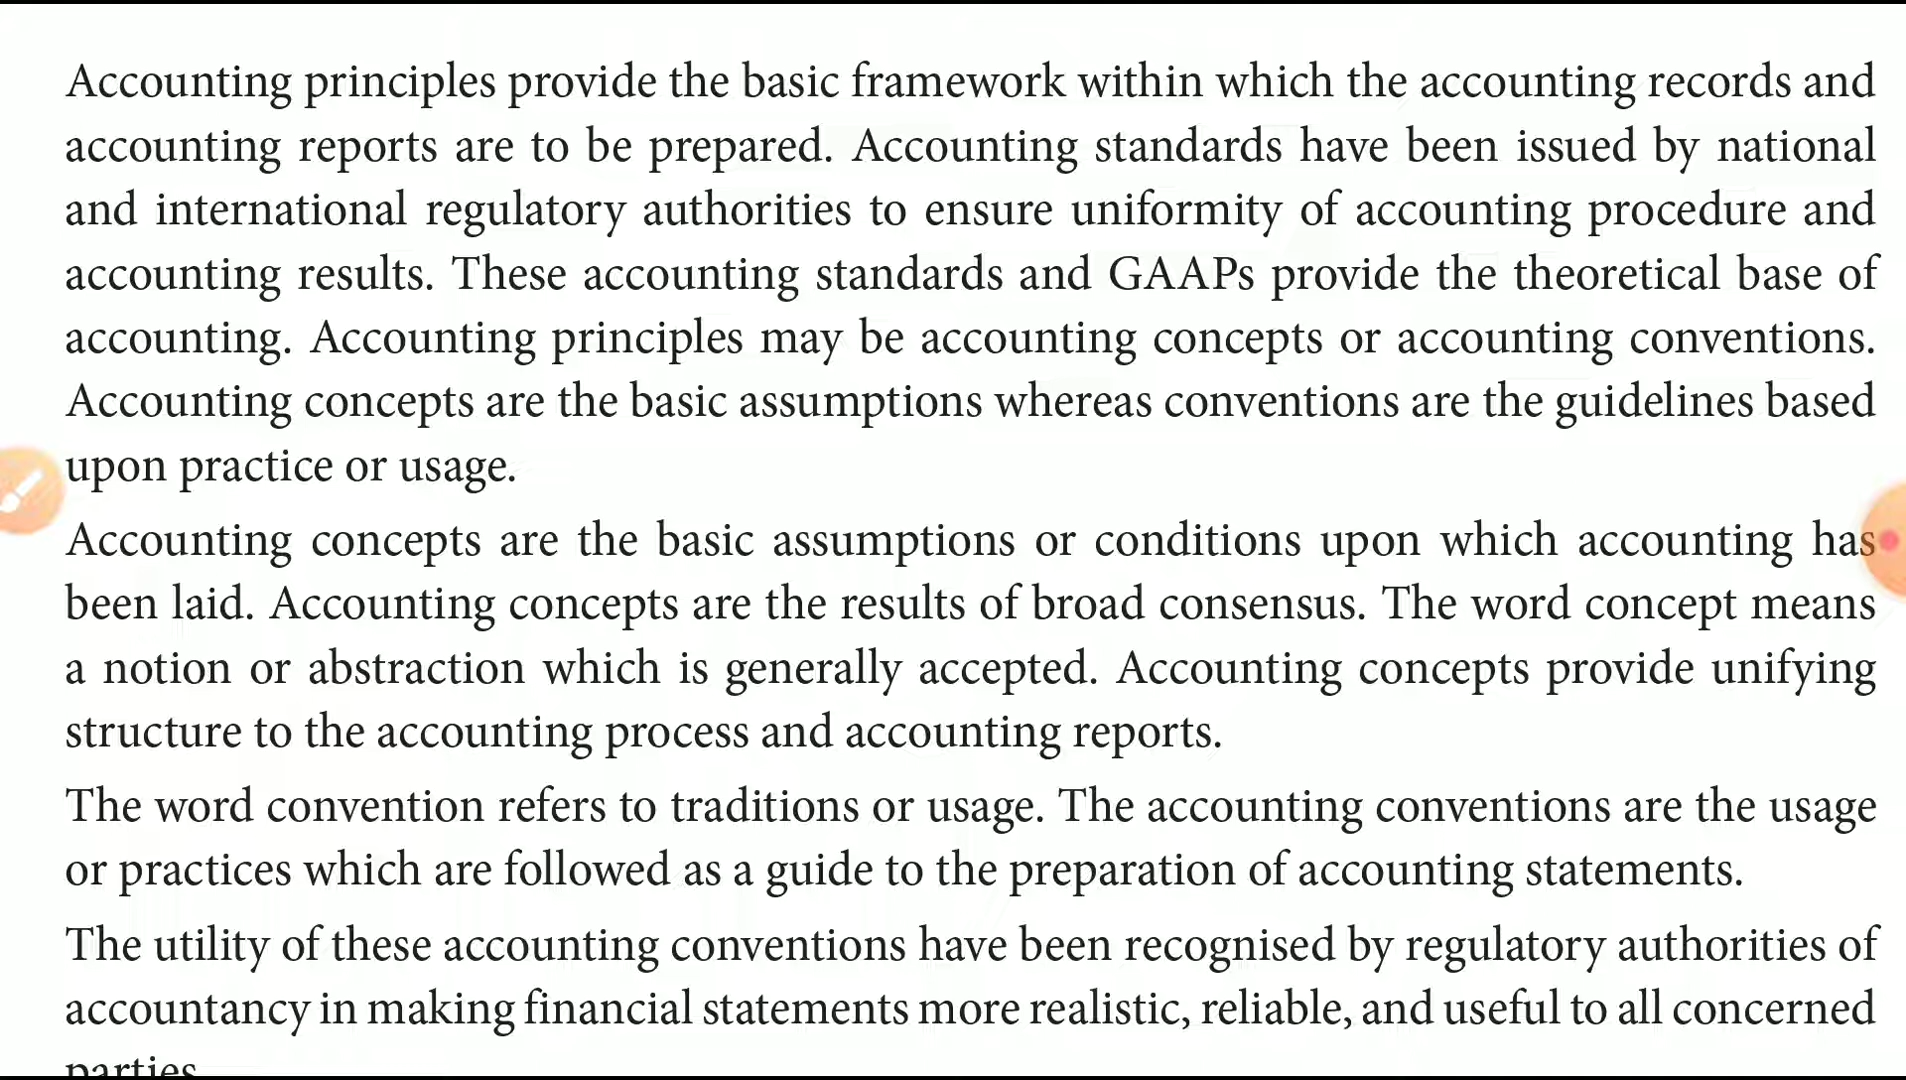 Accounting principles provide the basic framework within which the accounting records and
accounting reports are to be prepared. Accounting standards have been issued by national
and international regulatory authorities to ensure uniformity of accounting procedure and
accounting results. These accounting standards and GAAPs provide the theoretical base of
accounting. Accounting principles may be accounting concepts or accounting conventions.
Accounting concepts are the basic assumptions whereas conventions are the guidelines based
upon practice or usage.
Accounting concepts are the basic assumptions or conditions upon which accounting has
been laid. Accounting concepts are the results of broad consensus. The word concept means
a notion or abstraction which is generally accepted. Accounting concepts provide unifying
structure to the accounting process and accounting reports.
The word convention refers to traditions or usage. The accounting conventions are the usage
or practices which are followed as a guide to the preparation of accounting statements.
The utility of these accounting conventions have been recognised by regulatory authorities of
accountancy in making financial statements more realistic, reliable, and useful to all concerned
parties